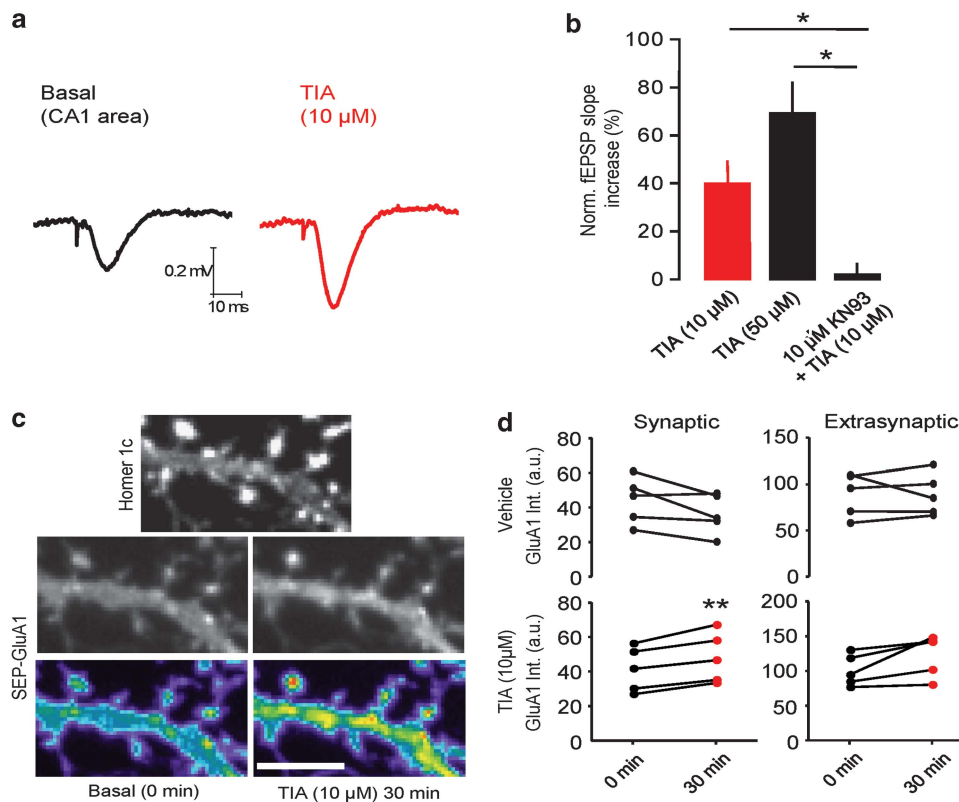 a
Basal
(CA1 area)
TIA
(10 µM)
0.2 mV
10 ms
b
Norm. fEPSP slope
increase (%)
100
80
60
40
20
0
*
*
TIA (10 µM)
TIA (50 µM)
10 µM KN93
+ TIA (10 µM)
c
Homer 1c
SEP-GluA1
Basal (0 min)
TIA (10 µM) 30 min
d
Synaptic
Extrasynaptic
Vehicle
GluA1 Int. (a.u.)
80
60
40
20
0
150
100
50
0
TIA (10µM)
GluA1 Int. (a.u.)
80
60
40
20
0
**
200
150
100
50
0
0 min
30 min
0 min
30 min